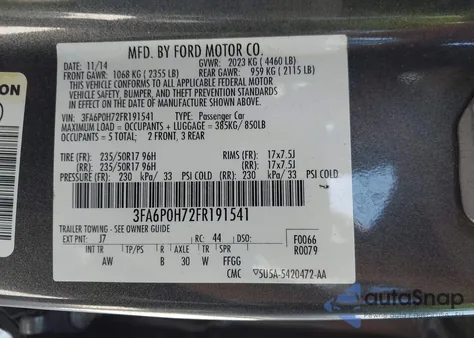 MFD. BY FORD MOTOR CO.
11/14 GVWR: 2023 KG ( 4460 LB)
FRONT GAWR: 1068 KG ( 2355 LB) REAR GAWR: 959 KG ( 2115 LB)
THIS VEHICLE CONFORMS TO ALL APPLICABLE FEDERAL MOTOR
VEHICLE SAFETY, BUMPER, AND THEFT PREVENTION STANDARDS
IN EFFECT ON THE DATE OF MANUFACTURE SHOWN ABOVE.
VIN: 3FA6P0H72FR191541 TYPE: Passenger Car
MAXIMUM LOAD = OCCUPANTS + LUGGAGE = 385KG/850LB
OCCUPANTS = 5 TOTAL 2 FRONT, 3 REAR
TIRE (FR): 235/50R17 96H RIMS (FR): 17x7.5J
TIRE (RR): 235/50R17 96H RIMS (RR): 17x7.5J
PRESSURE (FR): 230 kPa/ 33 PSI COLD
PRESSURE (RR): 230 kPa/ 33 PSI COLD
3FA6P0H72FR191541
TRAILER TOWING - SEE OWNER GUIDE
EXT PNT: J7 RC: 44 DSO: F0066
R0079
INT TR TP/PS R AXLE TR SPR
AW B 30 W FFGG
CMC
ON
autoSnap